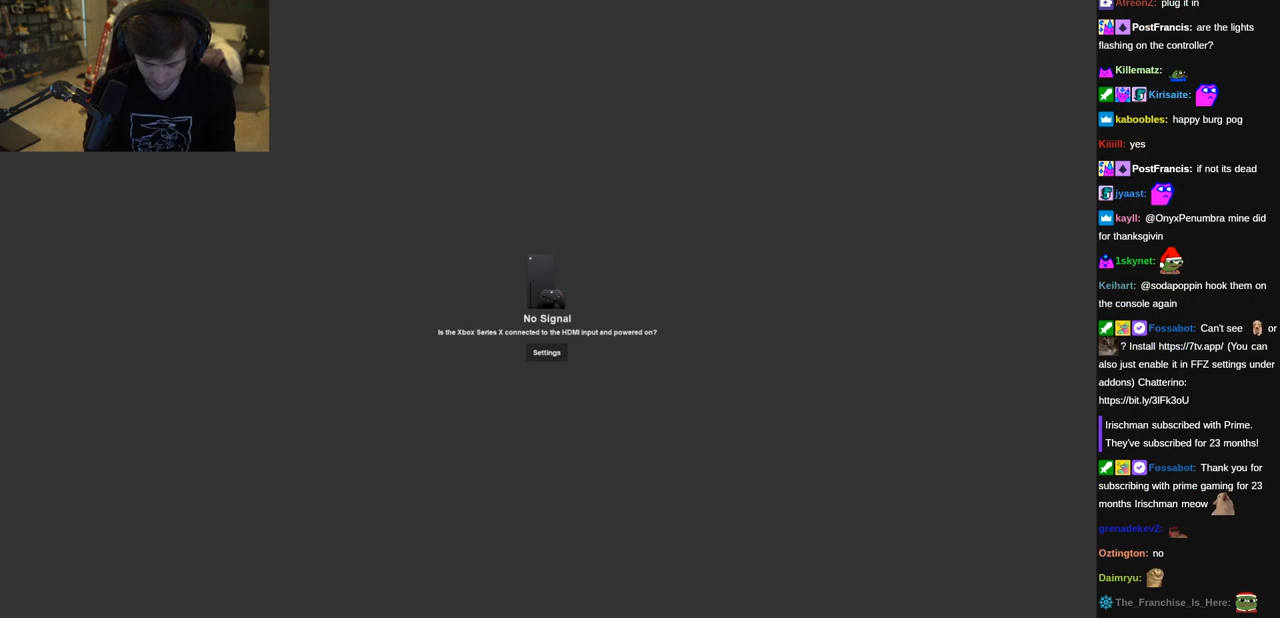 AtreonZ: plug it in
PostFrancis: are the lights
flashing on the controller?
Killematz:
Kirisaite:
kaboobles: happy burg pog
Kiiiill: yes
PostFrancis: if not its dead
jyaast:
kayll: @OnyxPenumbra mine did
for thanksgivin
1skynet:
Keihart: @sodapoppin hook them on
the console again
Fossabot: Can't see or
? Install https://7tv.app/ (You can
also just enable it in FFZ settings under
addons) Chatterino:
https://bit.ly/3lFk3oU
Irischman subscribed with Prime.
They've subscribed for 23 months!
Fossabot: Thank you for
subscribing with prime gaming for 23
months Irischman meow
grenadekev2:
Oztington: no
Daimryu:
The_Franchise_Is_Here:
No Signal
Is the Xbox Series X connected to the HDMI input and powered on?
Settings